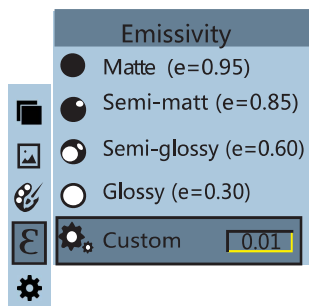 Emissivity
Matte (e=0.95)
Semi-matt (e=0.85)
Semi-glossy (e=0.60)
Glossy (e=0.30)
ε
Custom 0.01